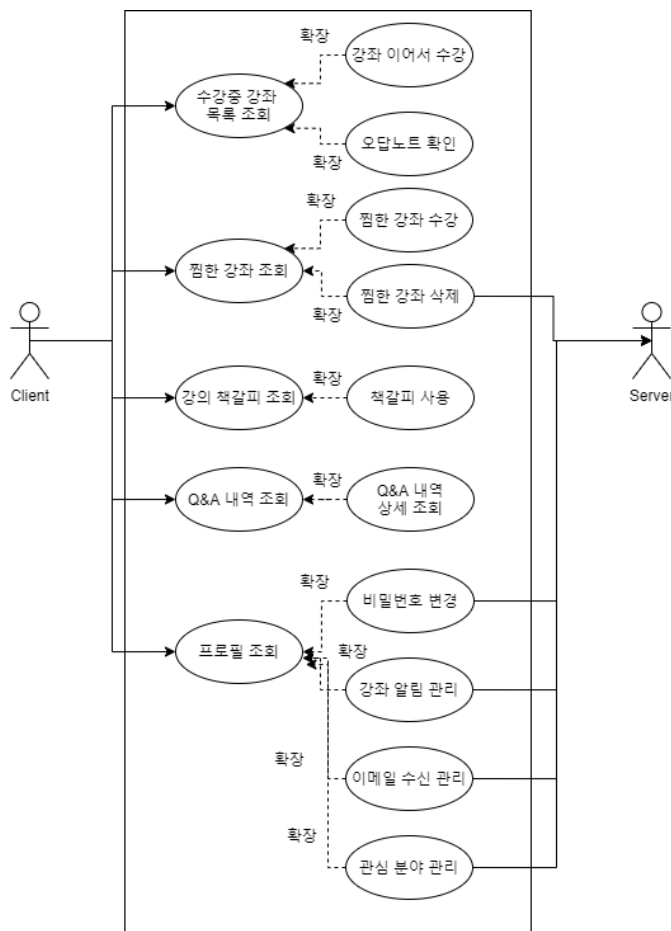 확장
강좌 이어서 수강
수강중 강좌
목록 조회
확장
오답노트 확인
확장
찜한 강좌 수강
찜한 강좌 조회
확장
찜한 강좌 삭제
Client
Server
확장
강의 책갈피 조회
책갈피 사용
확장
Q&A 내역 조회
Q&A 내역
상세 조회
확장
비밀번호 변경
프로필 조회
확장
강좌 알림 관리
확장
이메일 수신 관리
확장
관심 분야 관리